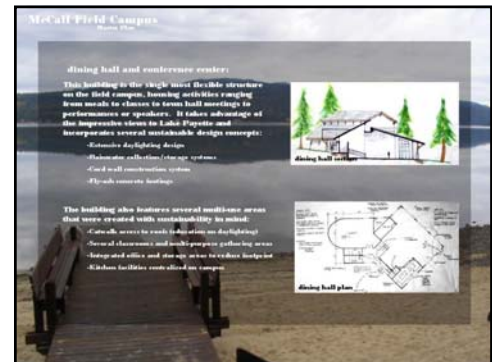 McCall Field Campus
Master Plan
dining hall and conference center:
This building is the single most flexible structure
on the field campus, housing activities ranging
from meals to classes to town hall meetings to
performances or speakers. It takes advantage of
the impressive views to Lake Payette and
incorporates several sustainable design concepts:
-Extensive daylighting design
-Rainwater collection/storage systems
-Cord wall construction system
-Fly-ash concrete footings
dining hall section
The building also features several multi-use areas
that were created with sustainability in mind:
-Catwalk access to roofs (education on daylighting)
-Several classrooms and multi-purpose gathering areas
-Integrated office and storage areas to reduce footprint
-Kitchen facilities centralized on campus
dining hall plan